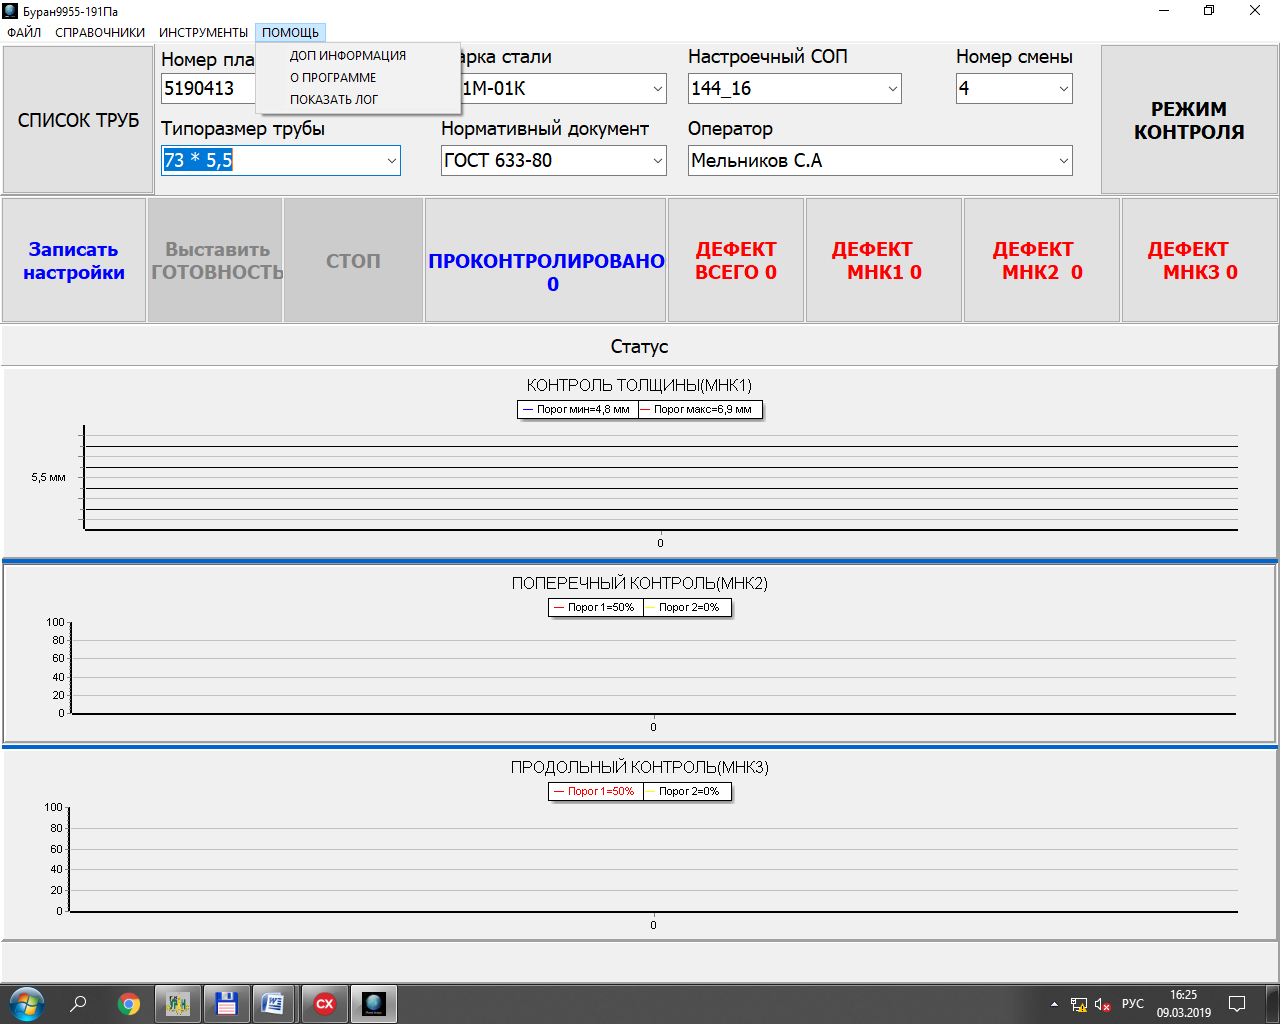 Буран9955-191Па
ФАЙЛ СПРАВОЧНИКИ ИНСТРУМЕНТЫ ПОМОЩЬ
ДОП ИНФОРМАЦИЯ
О ПРОГРАММЕ
ПОКАЗАТЬ ЛОГ
СПИСОК ТРУБ
Номер пла
5190413
арка стали
1М-01К
Настроечный СОП
144_16
Номер смены
4
РЕЖИМ
КОНТРОЛЯ
Типоразмер трубы
73 * 5,5
Нормативный документ
ГОСТ 633-80
Оператор
Мельников С.А
Записать
настройки
Выставить
ГОТОВНОСТЬ
СТОП
ПРОКОНТРОЛИРОВАНО
0
ДЕФЕКТ
ВСЕГО 0
ДЕФЕКТ
МНК1 0
ДЕФЕКТ
МНК2 0
ДЕФЕКТ
МНК3 0
Статус
КОНТРОЛЬ ТОЛЩИНЫ(МНК1)
Порог мин=4,8 мм Порог макс=6,9 мм
5,5 мм
0
ПОПЕРЕЧНЫЙ КОНТРОЛЬ(МНК2)
Порог 1=50% Порог 2=0%
100
80
60
40
20
0
0
ПРОДОЛЬНЫЙ КОНТРОЛЬ(МНК3)
Порог 1=50% Порог 2=0%
100
80
60
40
20
0
0
CX
РУС
16:25
09.03.2019